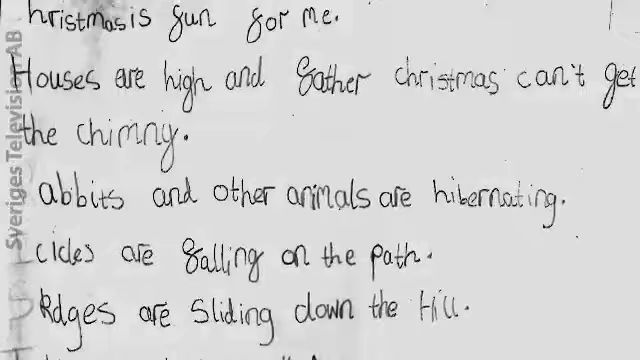 hristmas is fun for me.
Houses are high and father christmas can't get
the chimny.
abbits and other animals are hibernating.
cicles are falling on the path.
are sliding down the hill.
Sveriges Television AB